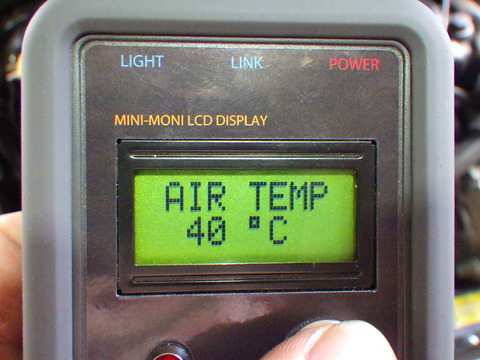 LIGHT LINK POWER
MINI-MONI LCD DISPLAY
AIR TEMP
40 °C